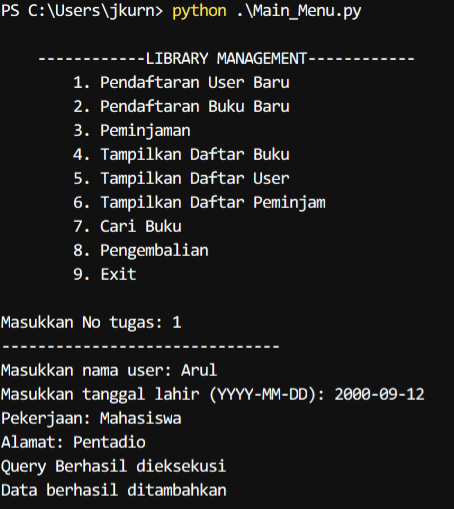 PS C:\Users\jkurn> python .\Main_Menu.py
------------LIBRARY MANAGEMENT------------
1. Pendaftaran User Baru
2. Pendaftaran Buku Baru
3. Peminjaman
4. Tampilkan Daftar Buku
5. Tampilkan Daftar User
6. Tampilkan Daftar Peminjam
7. Cari Buku
8. Pengembalian
9. Exit
Masukkan No tugas: 1
-------------------------------
Masukkan nama user: Arul
Masukkan tanggal lahir (YYYY-MM-DD): 2000-09-12
Pekerjaan: Mahasiswa
Alamat: Pentadio
Query Berhasil dieksekusi
Data berhasil ditambahkan